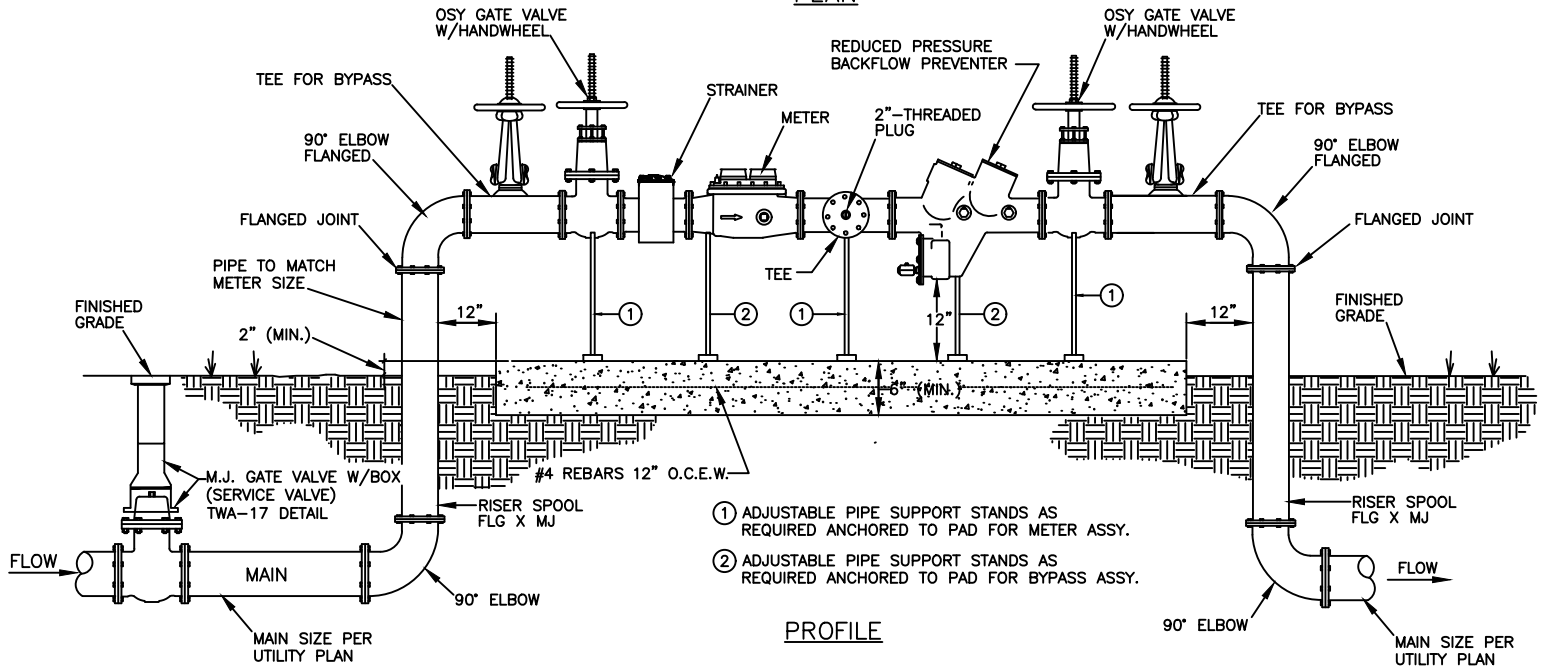 PLAN
OSY GATE VALVE
W/HANDWHEEL
OSY GATE VALVE
W/HANDWHEEL
REDUCED PRESSURE
BACKFLOW PREVENTER
TEE FOR BYPASS
STRAINER
METER
2"-THREADED
PLUG
TEE FOR BYPASS
90° ELBOW
FLANGED
90° ELBOW
FLANGED
FLANGED JOINT
FLANGED JOINT
TEE
PIPE TO MATCH
METER SIZE
FINISHED
GRADE
12"
1
2
1
12"
2
1
12"
FINISHED
GRADE
2" (MIN.)
6" (MIN.)
#4 REBARS 12" O.C.E.W.
M.J. GATE VALVE W/BOX
(SERVICE VALVE)
TWA-17 DETAIL
RISER SPOOL
FLG X MJ
1 ADJUSTABLE PIPE SUPPORT STANDS AS
REQUIRED ANCHORED TO PAD FOR METER ASSY.
2 ADJUSTABLE PIPE SUPPORT STANDS AS
REQUIRED ANCHORED TO PAD FOR BYPASS ASSY.
RISER SPOOL
FLG X MJ
FLOW
MAIN
90° ELBOW
FLOW
MAIN SIZE PER
UTILITY PLAN
PROFILE
90° ELBOW
MAIN SIZE PER
UTILITY PLAN